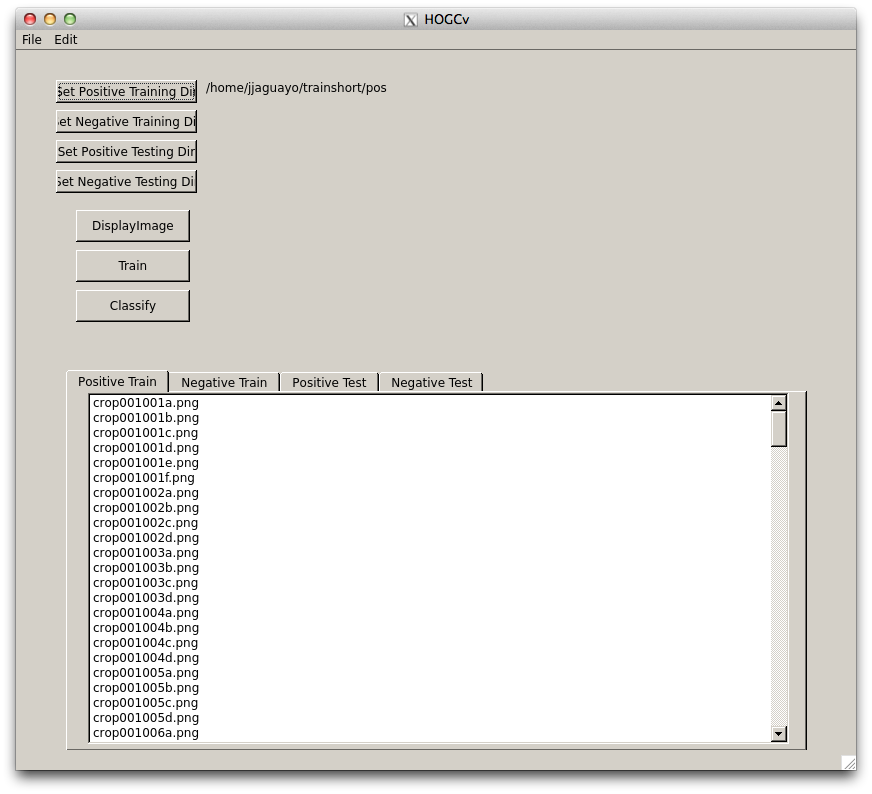 HOGCv
File Edit
Set Positive Training Dir /home/jjaguayo/trainshort/pos
Set Negative Training Di
Set Positive Testing Dir
Set Negative Testing Di
DisplayImage
Train
Classify
Positive Train Negative Train Positive Test Negative Test
crop001001a.png
crop001001b.png
crop001001c.png
crop001001d.png
crop001001e.png
crop001001f.png
crop001002a.png
crop001002b.png
crop001002c.png
crop001002d.png
crop001003a.png
crop001003b.png
crop001003c.png
crop001003d.png
crop001004a.png
crop001004b.png
crop001004c.png
crop001004d.png
crop001005a.png
crop001005b.png
crop001005c.png
crop001005d.png
crop001006a.png